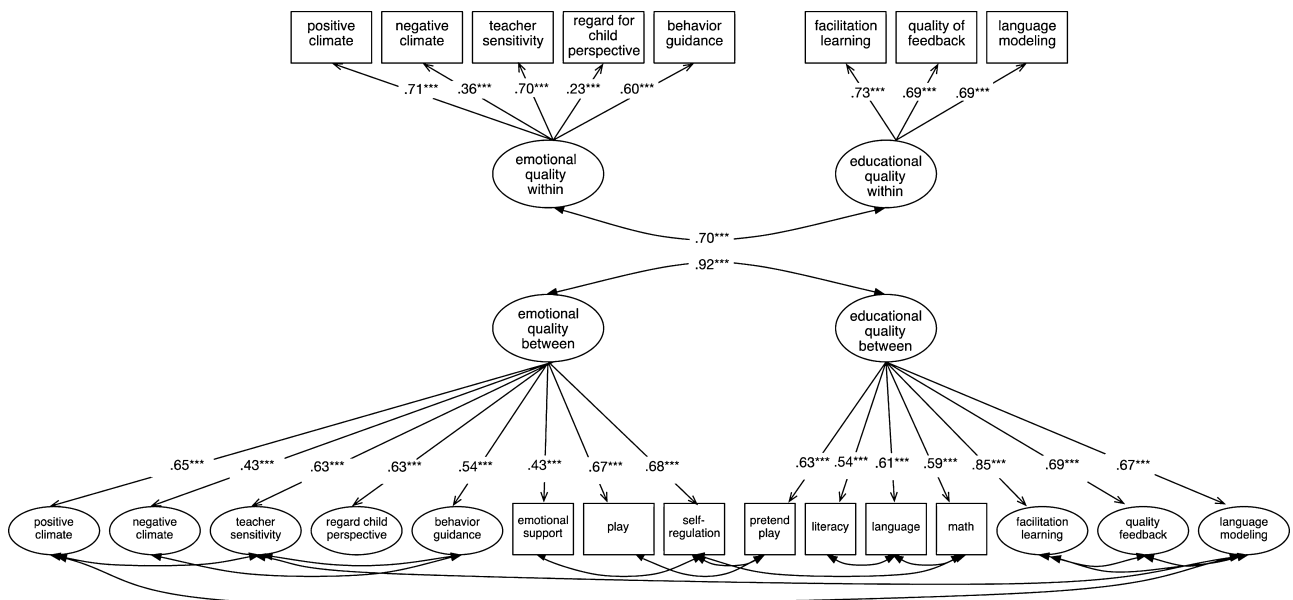 positive
climate
negative
climate
teacher
sensitivity
regard for
child
perspective
behavior
guidance
facilitation
learning
quality of
feedback
language
modeling
.71*** .36*** .70*** .23*** .60***
.73*** .69*** .69***
emotional
quality
within
educational
quality
within
.70***
.92***
emotional
quality
between
educational
quality
between
.65*** .43*** .63*** .63*** .54*** .43*** .67*** .68***
.63*** .54*** .61*** .59*** .85*** .69*** .67***
positive
climate
negative
climate
teacher
sensitivity
regard child
perspective
behavior
guidance
emotional
support
play
self-
regulation
pretend
play
literacy
language
math
facilitation
learning
quality
feedback
language
modeling